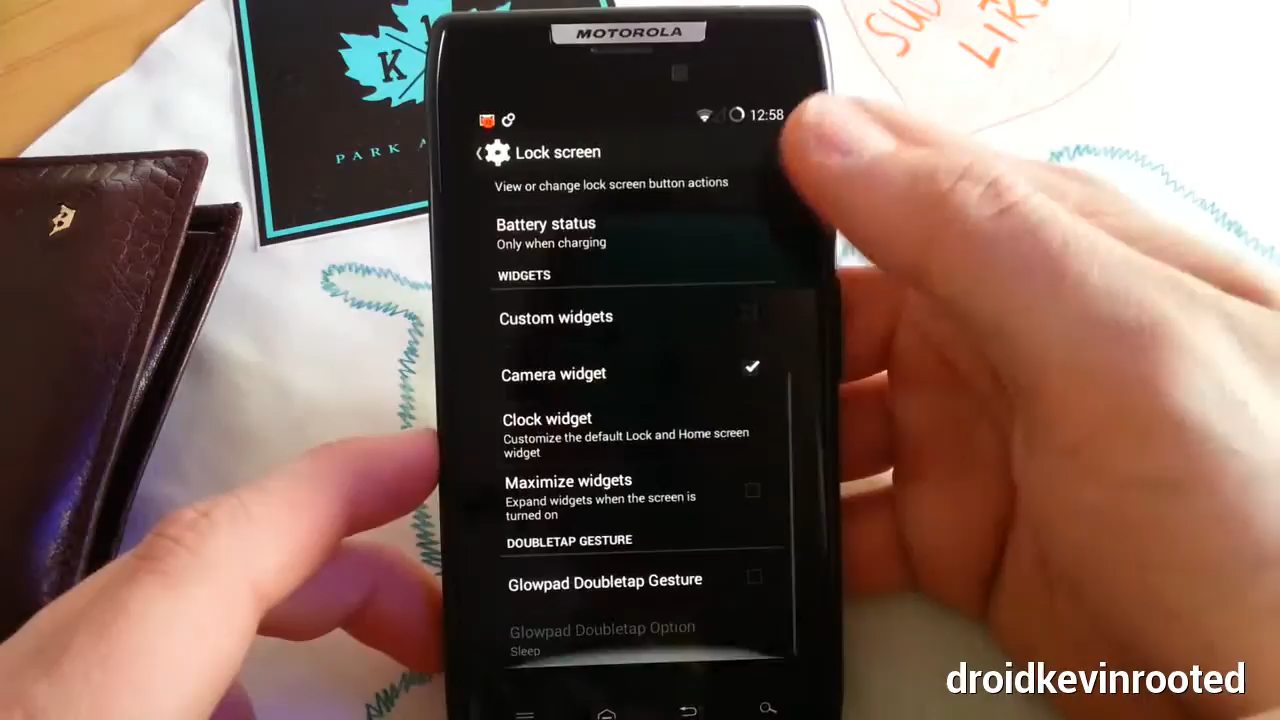 MOTOROLA
K
PARK A
SU
LIKE
12:58
Lock screen
View or change lock screen button actions
Battery status
Only when charging
WIDGETS
Custom widgets
Camera widget
Clock widget
Customize the default Lock and Home screen
widget
Maximize widgets
Expand widgets when the screen is
turned on
DOUBLETAP GESTURE
Glowpad Doubletap Gesture
Glowpad Doubletap Option
Sleep
droidkevinrooted